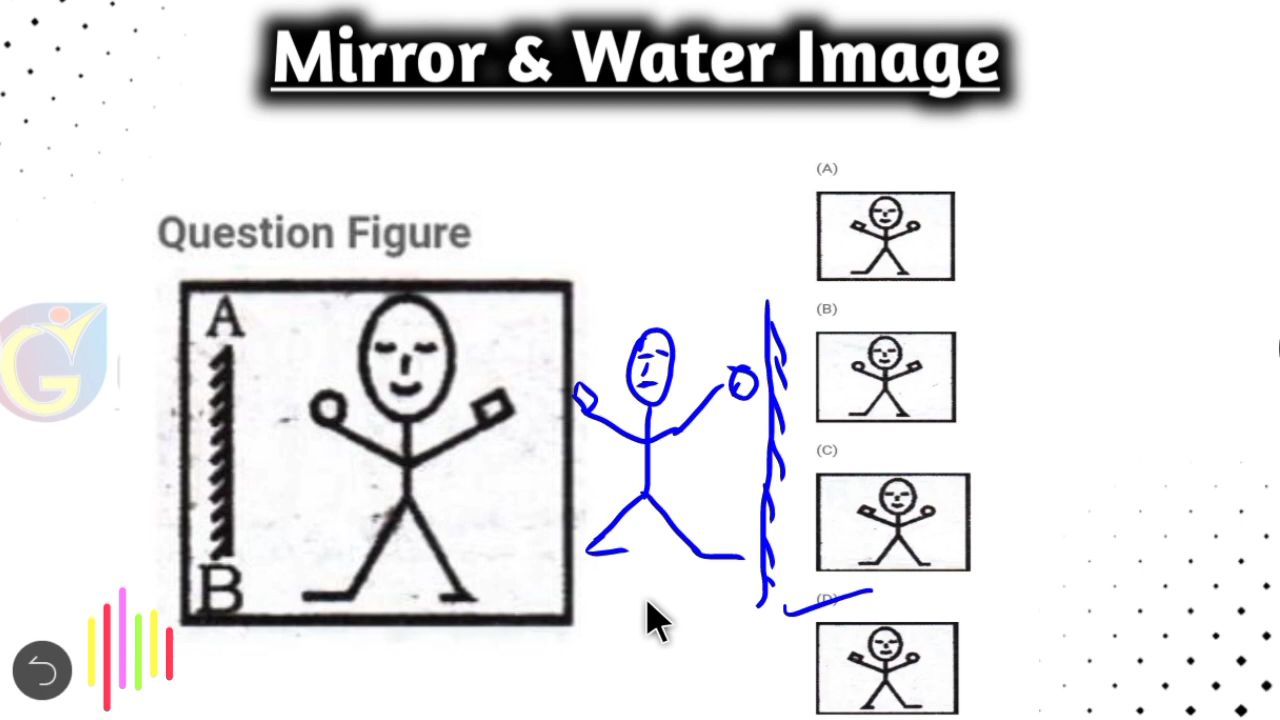 Mirror & Water Image
Question Figure
A
B
(A)
(B)
(C)
(D)
G